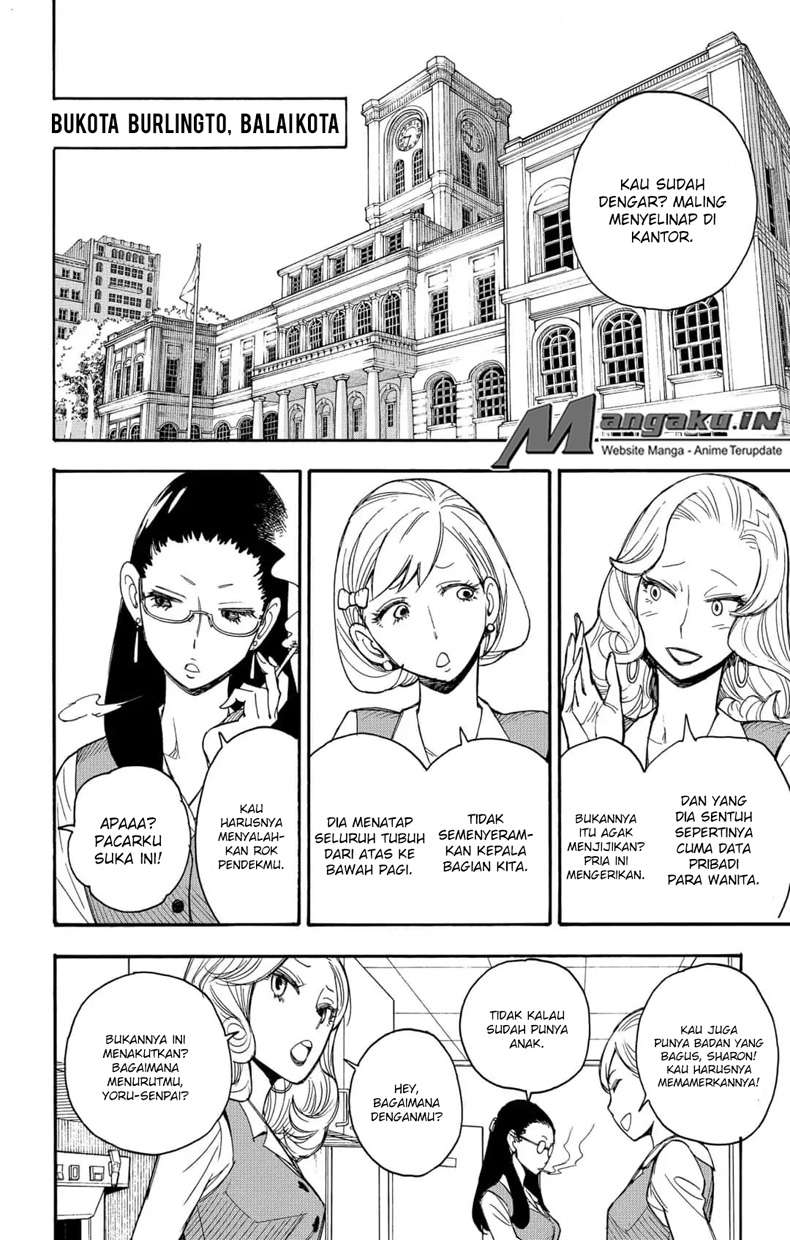 BUKOTA BURLINGTO, BALAIKOTA
KAU SUDAH
DENGAR? MALING
MENYELINAP DI
KANTOR.
Mangaku.IN
Website Manga - Anime Terupdate
DAN YANG
DIA SENTUH
SEPERTINYA
CUMA DATA
PRIBADI
PARA WANITA.
BUKANNYA
ITU AGAK
MENJIJIKAN?
PRIA INI
MENGERIKAN.
TIDAK
SEMENYERAM-
KAN KEPALA
BAGIAN KITA.
DIA MENATAP
SELURUH TUBUH
DARI ATAS KE
BAWAH PAGI.
KAU
HARUSNYA
MENYALAH-
KAN ROK
PENDEKMU.
APAAA?
PACARKU
SUKA INI!
KAU JUGA
PUNYA BADAN YANG
BAGUS, SHARON!
KAU HARUSNYA
MEMAMERKANNYA!
TIDAK KALAU
SUDAH PUNYA
ANAK.
HEY,
BAGAIMANA
DENGANMU?
BUKANNYA INI
MENAKUTKAN?
BAGAIMANA
MENURUTMU,
YORU-SENPAI?